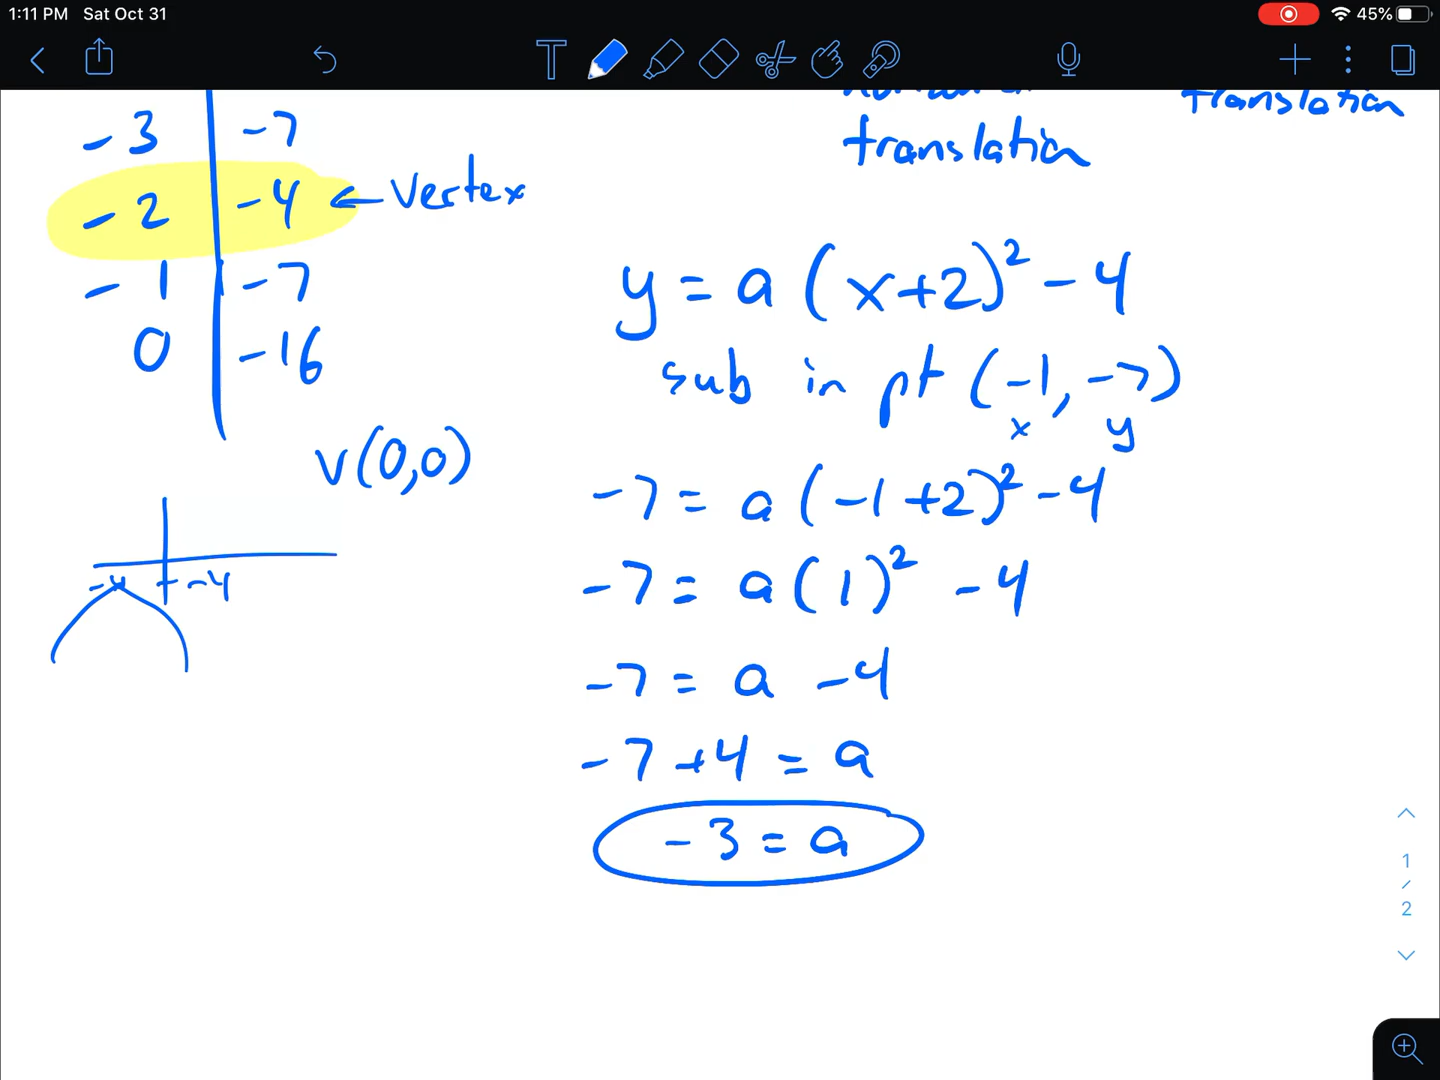 1:11 PM Sat Oct 31
45%
T
translation
translation
-3 -7
-2 -4 ← Vertex
-1 -7
0 -16
V(0,0)
-4
y = a(x+2)² - 4
sub in pt (-1, -7)
x y
-7 = a(-1+2)² - 4
-7 = a(1)² - 4
-7 = a - 4
-7 + 4 = a
-3 = a
1
/
2